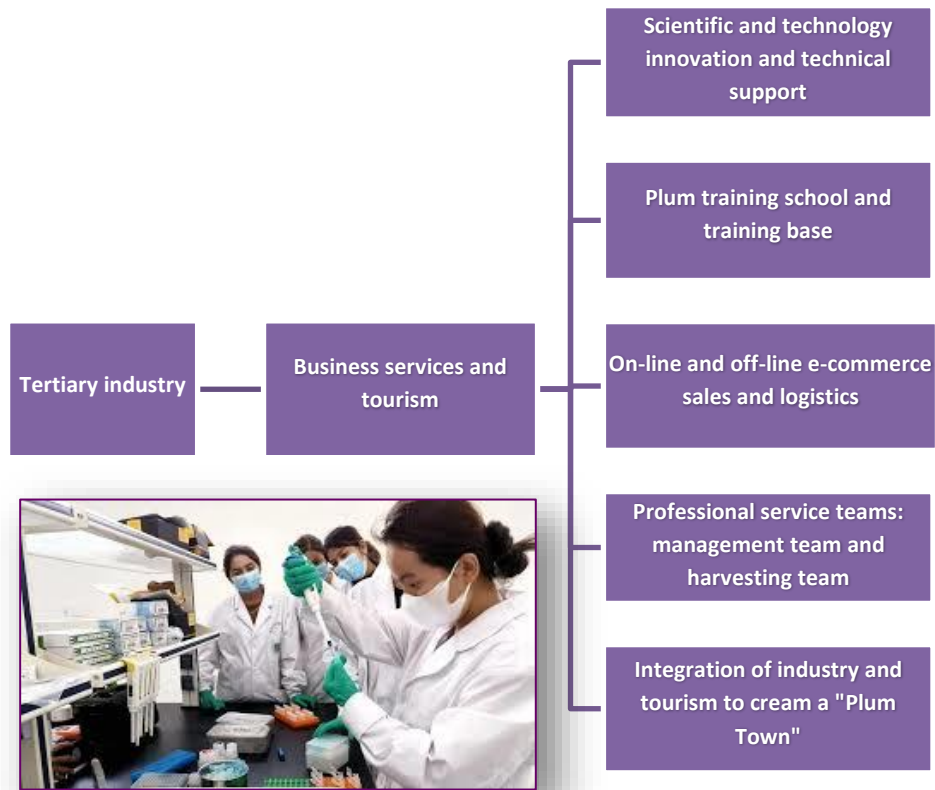 Tertiary industry
Business services and
tourism
Scientific and technology
innovation and technical
support
Plum training school and
training base
On-line and off-line e-commerce
sales and logistics
Professional service teams:
management team and
harvesting team
Integration of industry and
tourism to cream a "Plum
Town"